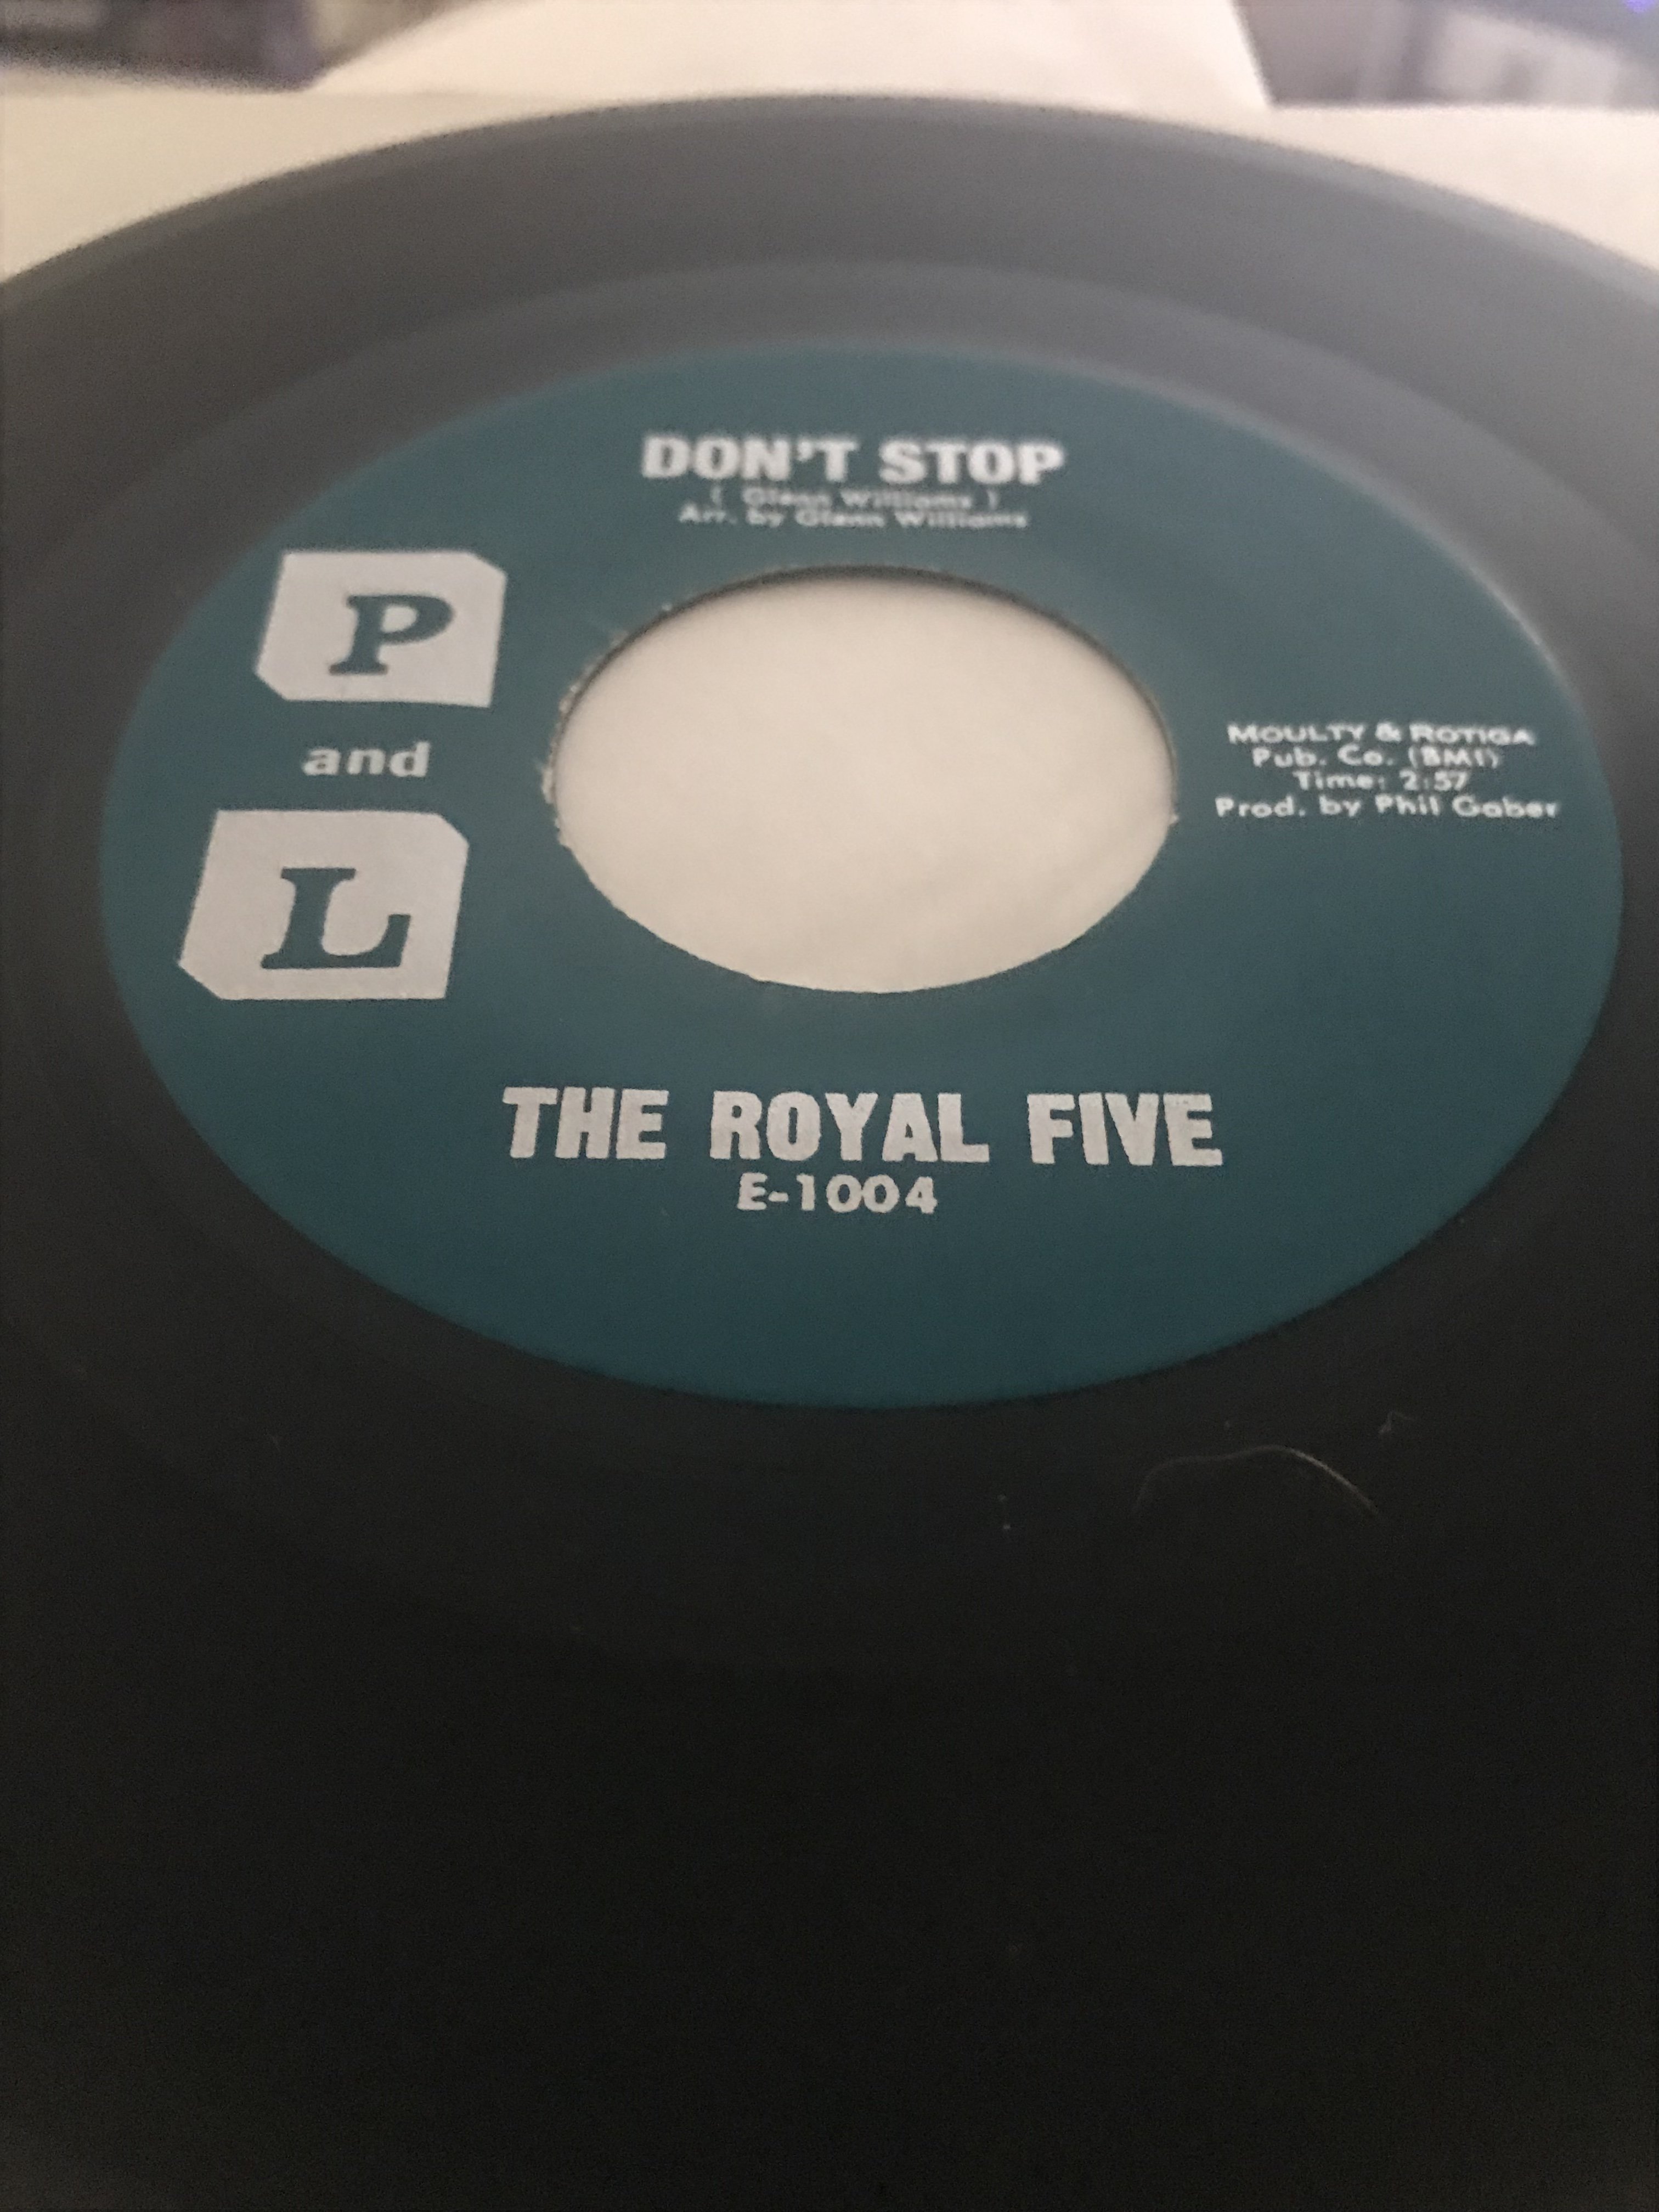 DON'T STOP
( Glenn Williams )
Arr. by Glenn Williams
P
and
L
MOULTY & ROTIGA
Pub. Co. (BMI)
Time: 2:57
Prod. by Phil Gaber
THE ROYAL FIVE
E-1004